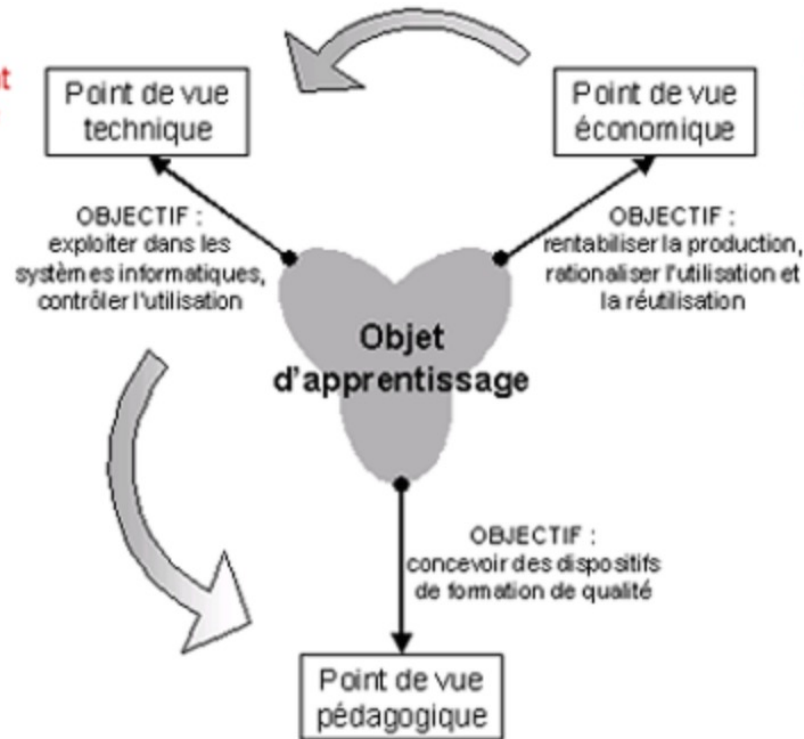 Point de vue
technique
Point de vue
économique
OBJECTIF :
exploiter dans les
systèmes informatiques,
contrôler l'utilisation
OBJECTIF :
rentabiliser la production,
rationaliser l'utilisation et
la réutilisation
Objet
d'apprentissage
OBJECTIF :
concevoir des dispositifs
de formation de qualité
Point de vue
pédagogique